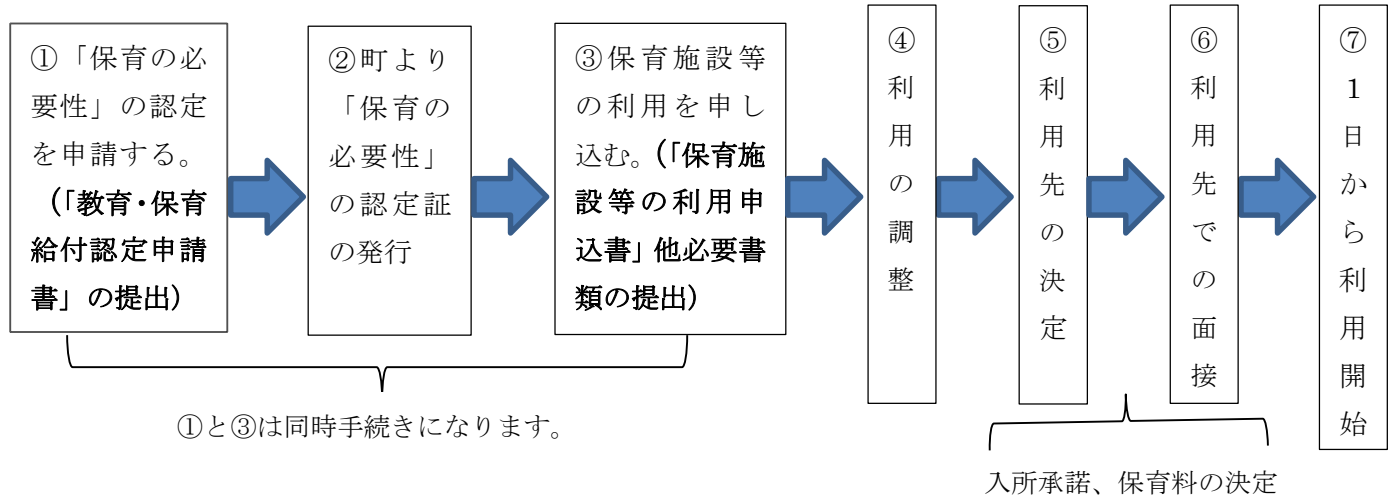 ①「保育の必
要性」の認定
を申請する。
(「教育・保育
給付認定申請
書」の提出)
②町より
「保育の
必要性」
の認定証
の発行
③保育施設等
の利用を申し
込む。(「保育施
設等の利用申
込書」他必要書
類の提出)
④利用の調整
⑤利用先の決定
⑥利用先での面接
⑦1日から利用開始
①と③は同時手続きになります。
入所承諾、保育料の決定